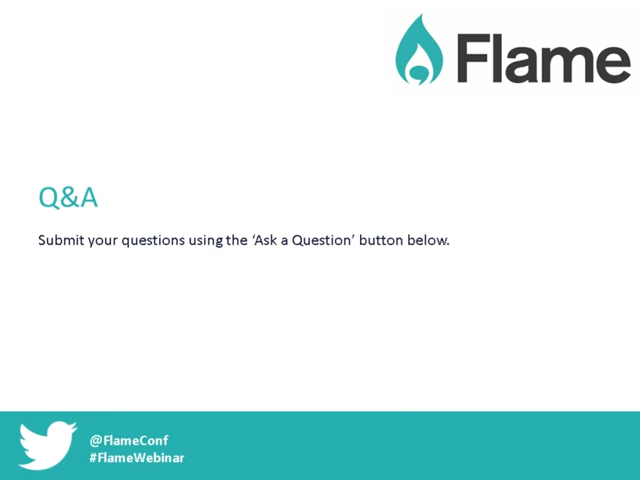 Flame
Q&A
Submit your questions using the ‘Ask a Question’ button below.
@FlameConf
#FlameWebinar